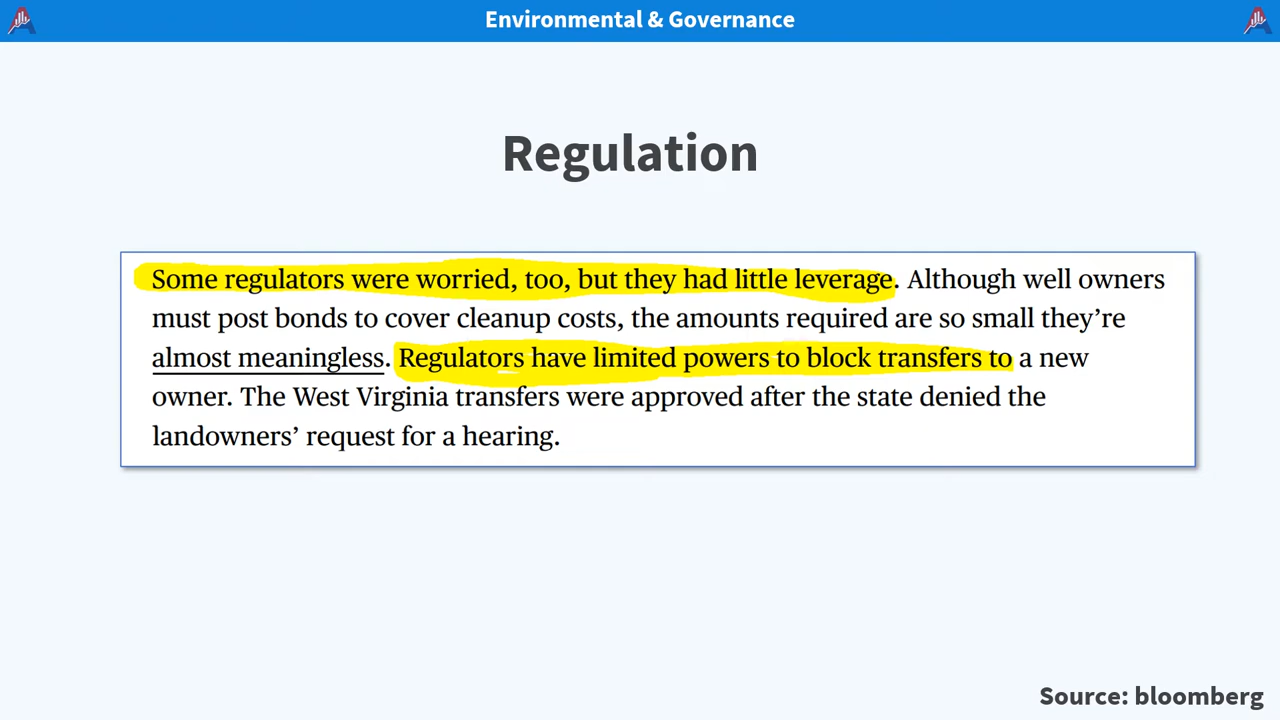 Environmental & Governance
Regulation
Some regulators were worried, too, but they had little leverage. Although well owners
must post bonds to cover cleanup costs, the amounts required are so small they’re
almost meaningless. Regulators have limited powers to block transfers to a new
owner. The West Virginia transfers were approved after the state denied the
landowners’ request for a hearing.
Source: bloomberg